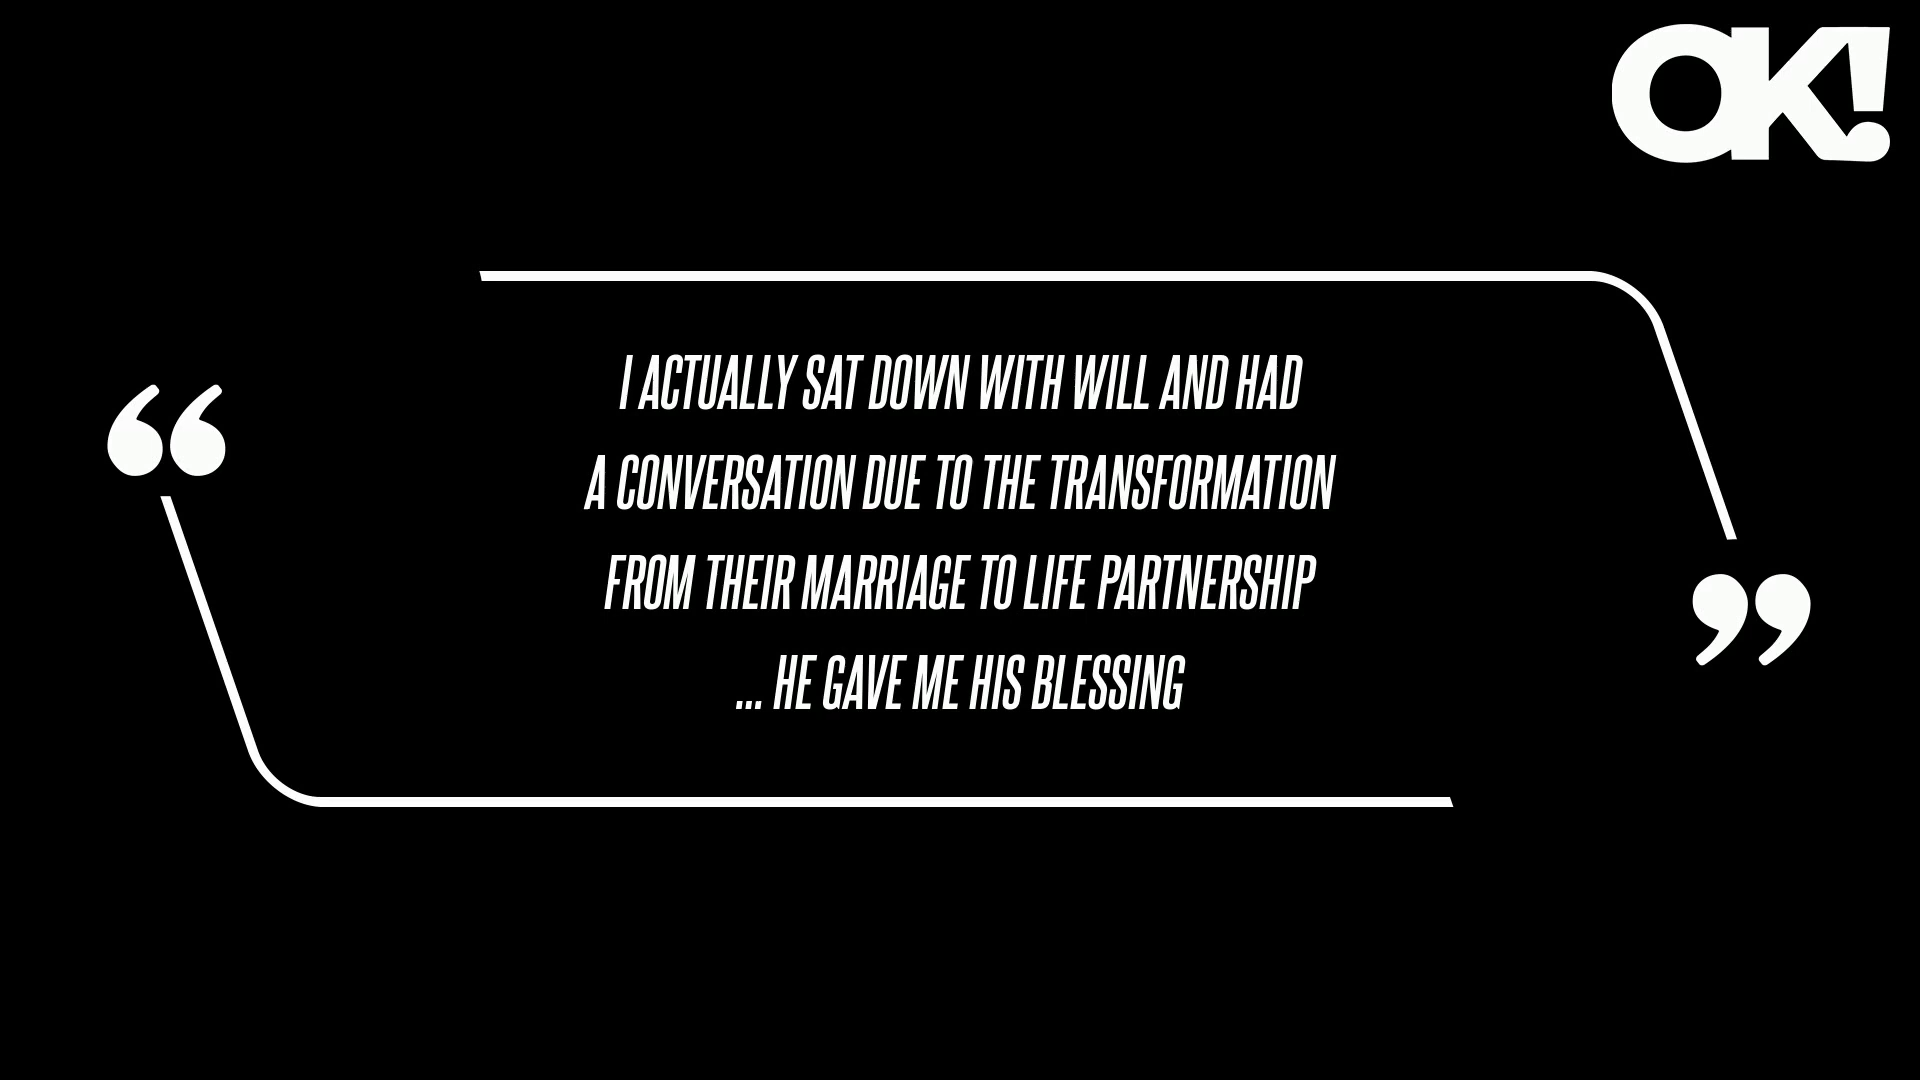 OK!
“
I ACTUALLY SAT DOWN WITH WILL AND HAD
A CONVERSATION DUE TO THE TRANSFORMATION
FROM THEIR MARRIAGE TO LIFE PARTNERSHIP
... HE GAVE ME HIS BLESSING
”